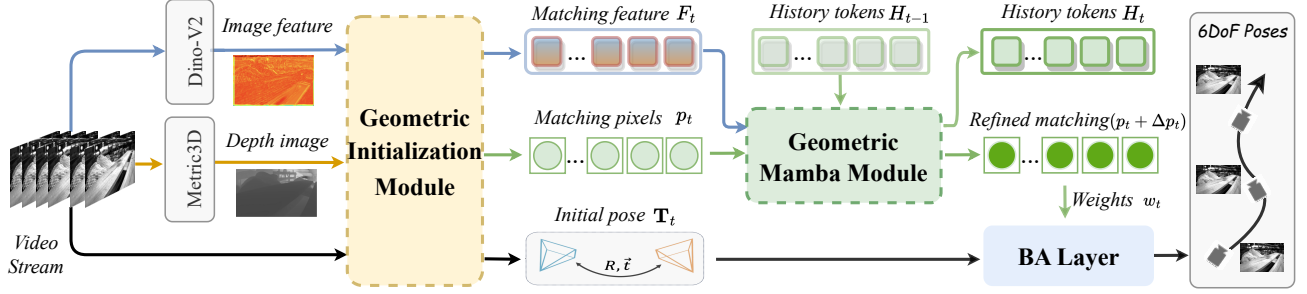 Video
Stream
Dino-V2
Metric3D
Image feature
Depth image
Geometric
Initialization
Module
Matching feature F_t
Matching pixels p_t
Initial pose T_t
R, t⃗
History tokens H_{t-1}
Geometric
Mamba Module
History tokens H_t
Refined matching(p_t + Δp_t)
Weights w_t
BA Layer
6DoF Poses